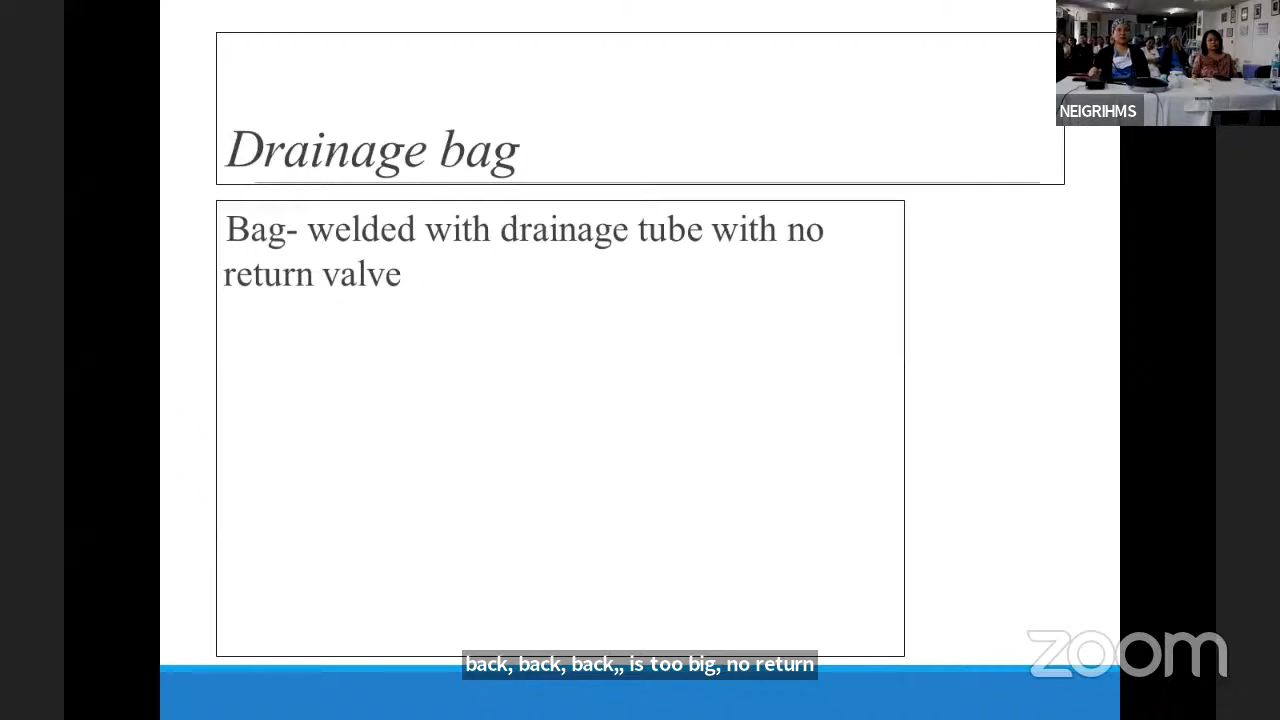 Drainage bag
NEIGRIHMS
Bag- welded with drainage tube with no
return valve
back, back, back,, is too big, no return
zoom